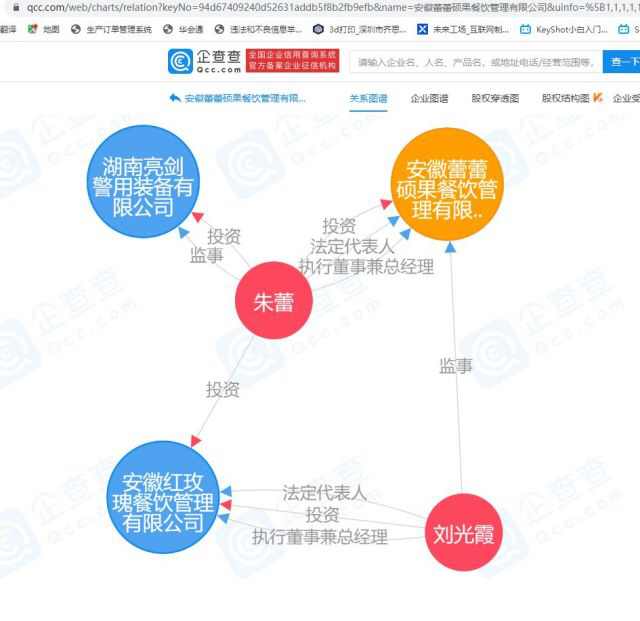 qcc.com/web/charts/relation?keyNo=94d67409240d52631addb5f8b2fb9efb&name=安徽蕾蕾硕果餐饮管理有限公司&uinfo=%5B1,1,1,1,1
翻译 地图 生产订单管理系统 华会通 违法和不良信息举... 3d打印_深圳市齐思... 未来工场_互联网制... KeyShot小白入门...
企查查
Qcc.com
全国企业信用查询系统
官方备案企业征信机构
请输入企业名、人名、产品名，或地址电话/经营范围等，
查一下
安徽蕾蕾硕果餐饮管理有限... 关系图谱 企业图谱 股权穿透图 股权结构图 企业受
湖南亮剑
警用装备有
限公司
安徽蕾蕾
硕果餐饮管
理有限..
投资
监事
投资
法定代表人
执行董事兼总经理
朱蕾
投资
监事
安徽红玫
瑰餐饮管理
有限公司
法定代表人
投资
执行董事兼总经理
刘光霞